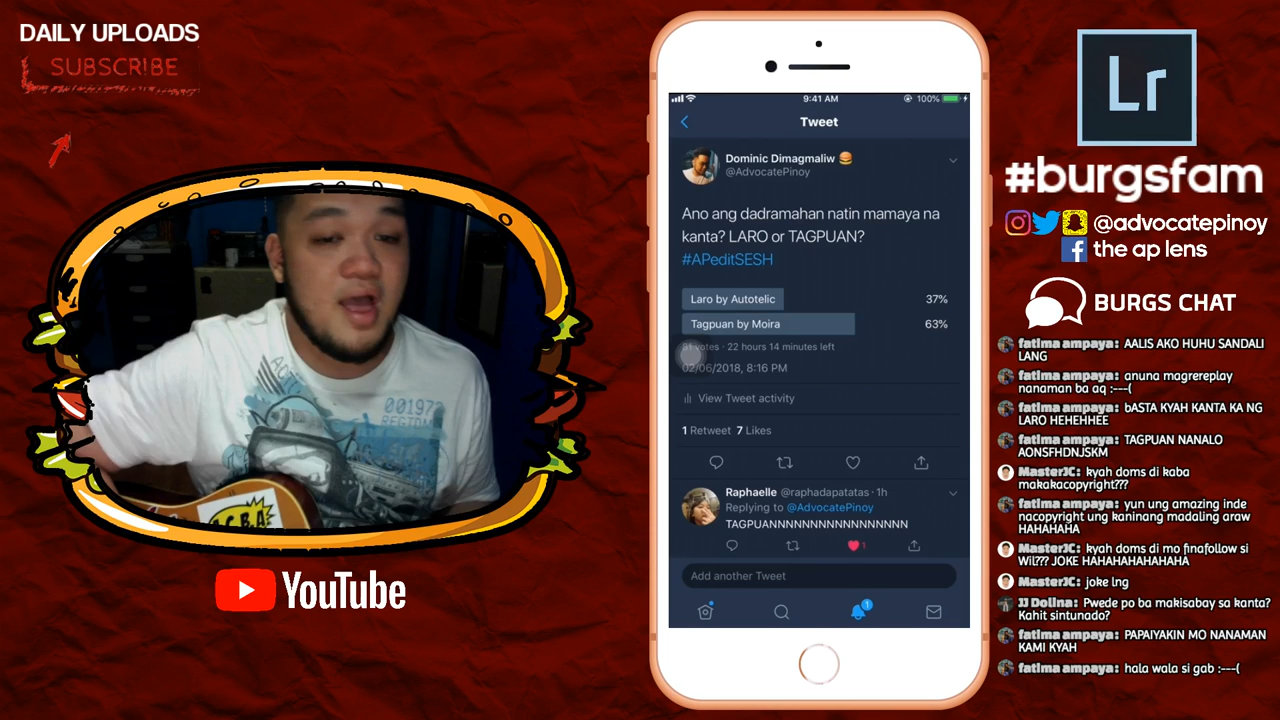 DAILY UPLOADS
SUBSCRIBE
001972
REGION
YouTube
9:41 AM
100%
Tweet
Dominic Dimagmaliw
@AdvocatePinoy
Ano ang dadramahan natin mamaya na
kanta? LARO or TAGPUAN?
#APeditSESH
Laro by Autotelic 37%
Tagpuan by Moira 63%
votes · 22 hours 14 minutes left
02/06/2018, 8:16 PM
View Tweet activity
1 Retweet 7 Likes
Raphaelle @raphadapatatas · 1h
Replying to @AdvocatePinoy
TAGPUANNNNNNNNNNNNNNNNNN
1
Add another Tweet
1
Lr
#burgsfam
@advocatepinoy
the ap lens
BURGS CHAT
fatima ampaya: AALIS AKO HUHU SANDALI
LANG
fatima ampaya: anuna magrereplay
nanaman ba aq :---(
fatima ampaya: bASTA KYAH KANTA KA NG
LARO HEHEHHEE
fatima ampaya: TAGPUAN NANALO
AONSFHDNJSKM
MasterJC: kyah doms di kaba
makakacopyright???
fatima ampaya: yun ung amazing inde
nacopyright ung kaninang madaling araw
HAHAHAHA
MasterJC: kyah doms di mo finafollow si
Wil??? JOKE HAHAHAHAHAHAHA
MasterJC: joke lng
JJ Dolina: Pwede po ba makisabay sa kanta?
Kahit sintunado?
fatima ampaya: PAPAIYAKIN MO NANAMAN
KAMI KYAH
fatima ampaya: hala wala si gab :---(